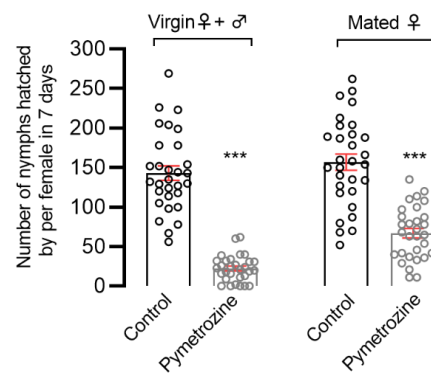 Virgin ♀ + ♂
Mated ♀
Number of nymphs hatched
by per female in 7 days
300
250
200
150
100
50
0
***
***
Control
Pymetrozine
Control
Pymetrozine